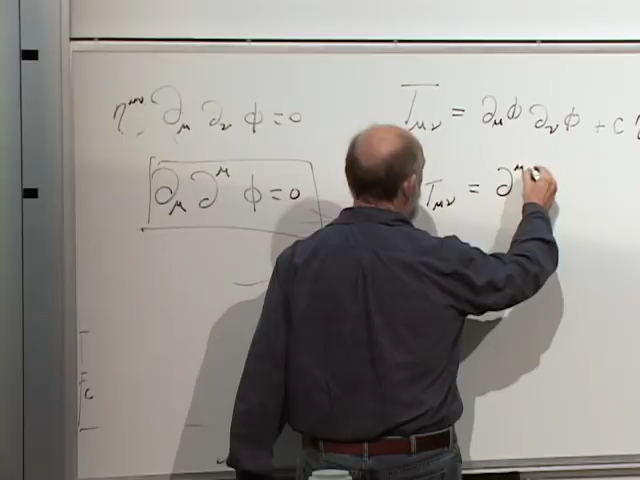 η^{μν} ∂_μ ∂_ν ϕ = 0
T_{μν} = ∂_μ ϕ ∂_ν ϕ + c
∂_μ ∂^μ ϕ = 0
T_{μν} = ∂^μ